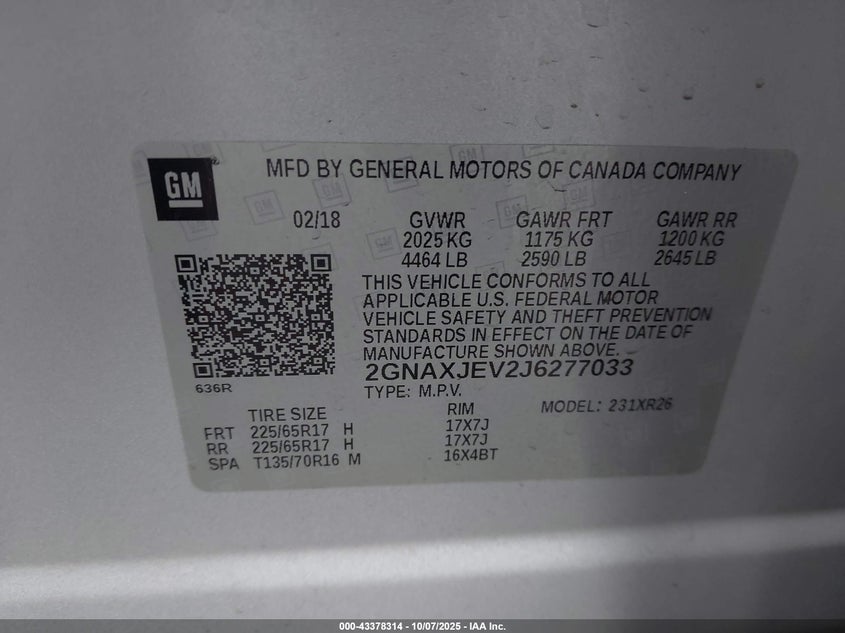 GM
MFD BY GENERAL MOTORS OF CANADA COMPANY
02/18 GVWR GAWR FRT GAWR RR
2025 KG 1175 KG 1200 KG
4464 LB 2590 LB 2645 LB
THIS VEHICLE CONFORMS TO ALL
APPLICABLE U.S. FEDERAL MOTOR
VEHICLE SAFETY AND THEFT PREVENTION
STANDARDS IN EFFECT ON THE DATE OF
MANUFACTURE SHOWN ABOVE.
2GNAXJEV2J6277033
636R
TYPE: M.P.V.
MODEL: 231XR26
TIRE SIZE RIM
FRT 225/65R17 H 17X7J
RR 225/65R17 H 17X7J
SPA T135/70R16 M 16X4BT
000-43378314 - 10/07/2025 - IAA Inc.